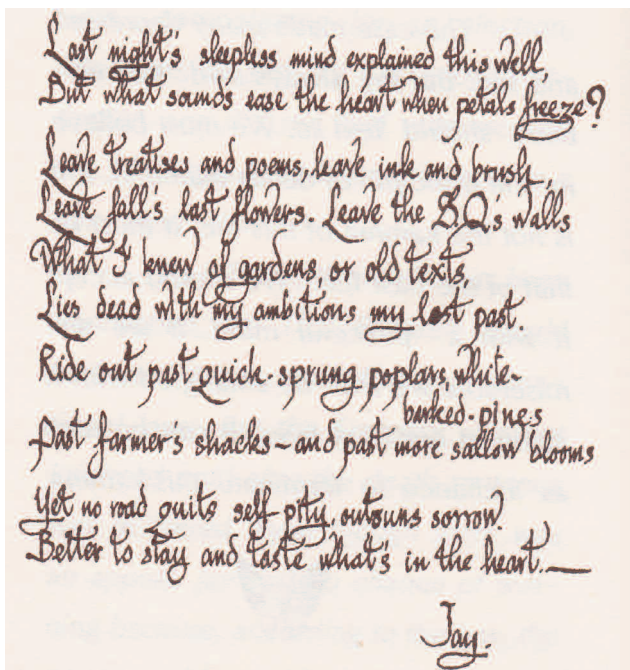 Last night's sleepless mind explained this well,
But what sounds ease the heart when petals freeze?
Leave treatises and poems, leave ink and brush
Leave fall's last flowers. Leave the S.Q.'s walls
What I knew of gardens, or old texts,
Lies dead with my ambitions, my lost past.
Ride out past quick-sprung poplars, white-
barked-pines
Past farmer's shacks – and past more sallow blooms
Yet no road quits self-pity, outruns sorrow.
Better to stay and taste what's in the heart.
Jay.